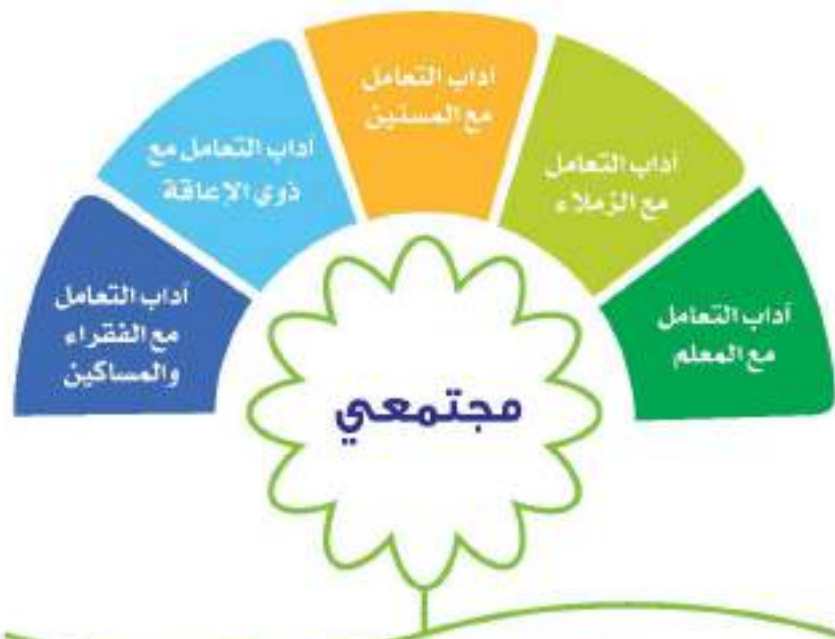 آداب التعامل
مع المعلم
آداب التعامل
مع الزملاء
آداب التعامل
مع المسنين
آداب التعامل مع
ذوي الإعاقة
آداب التعامل
مع الفقراء
والمساكين
مجتمعي